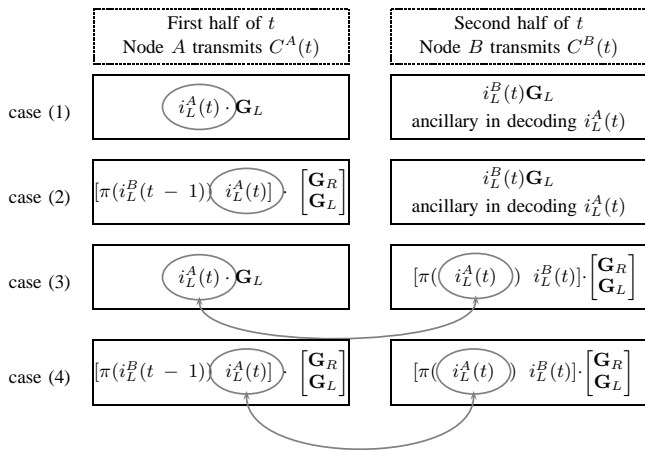 First half of t
Node A transmits C^A(t)
Second half of t
Node B transmits C^B(t)
case (1)
i_L^A(t) · G_L
i_L^B(t)G_L
ancillary in decoding i_L^A(t)
case (2)
[π(i_L^B(t − 1)) i_L^A(t)] · [G_R G_L]
i_L^B(t)G_L
ancillary in decoding i_L^A(t)
case (3)
i_L^A(t) · G_L
[π( i_L^A(t) ) i_L^B(t)]· [G_R G_L]
case (4)
[π(i_L^B(t − 1)) i_L^A(t)] · [G_R G_L]
[π( i_L^A(t) ) i_L^B(t)]· [G_R G_L]